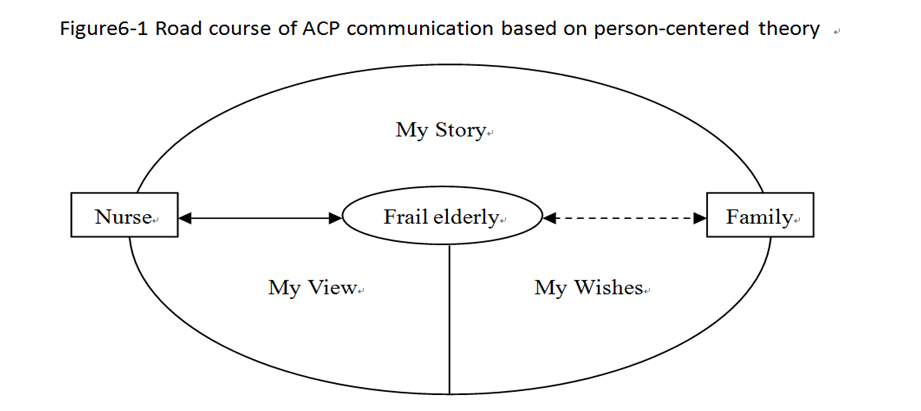 Figure6-1 Road course of ACP communication based on person-centered theory
My Story
Nurse
Frail elderly
Family
My View
My Wishes